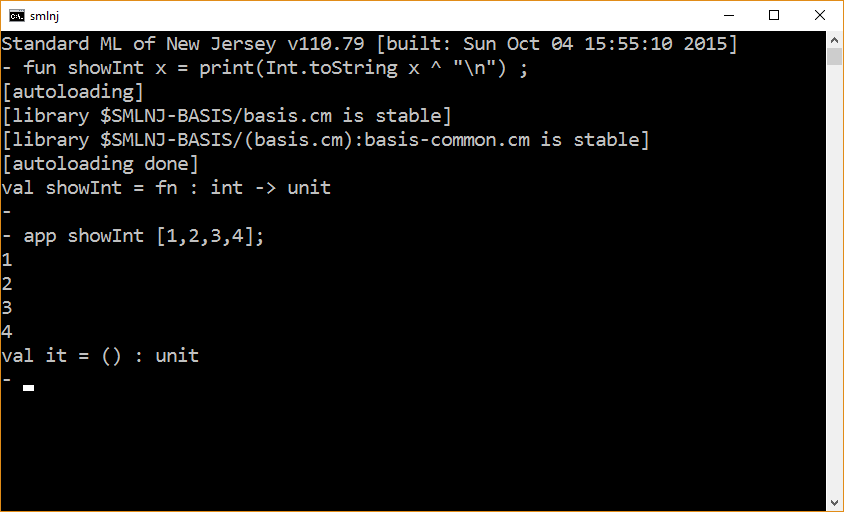 smlnj
Standard ML of New Jersey v110.79 [built: Sun Oct 04 15:55:10 2015]
- fun showInt x = print(Int.toString x ^ "\n") ;
[autoloading]
[library $SMLNJ-BASIS/basis.cm is stable]
[library $SMLNJ-BASIS/(basis.cm):basis-common.cm is stable]
[autoloading done]
val showInt = fn : int -> unit
-
- app showInt [1,2,3,4];
1
2
3
4
val it = () : unit
-